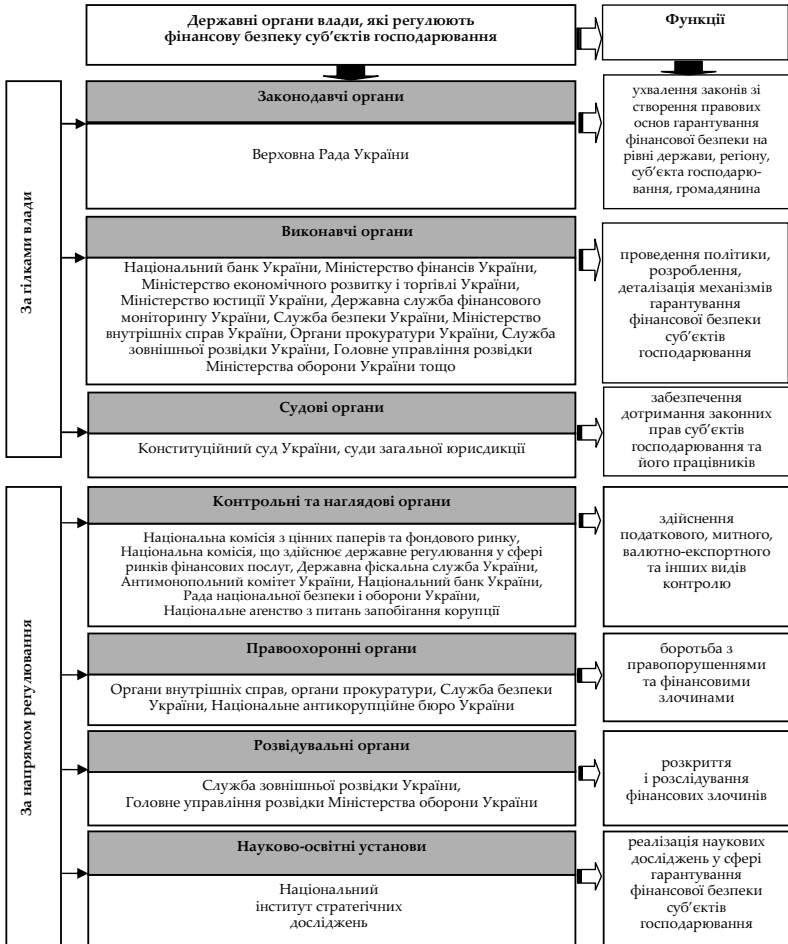 Державні органи влади, які регулюють
фінансову безпеку суб’єктів господарювання
Функції
За гілками влади
Законодавчі органи
Верховна Рада України
ухвалення законів зі
створення правових
основ гарантування
фінансової безпеки на
рівні держави, регіону,
суб’єкта господарю-
вання, громадянина
Виконавчі органи
Національний банк України, Міністерство фінансів України,
Міністерство економічного розвитку і торгівлі України,
Міністерство юстиції України, Державна служба фінансового
моніторингу України, Служба безпеки України, Міністерство
внутрішніх справ України, Органи прокуратури України, Служба
зовнішньої розвідки України, Головне управління розвідки
Міністерства оборони України тощо
проведення політики,
розроблення,
деталізація механізмів
гарантування
фінансової безпеки
суб’єктів
господарювання
Судові органи
Конституційний суд України, суди загальної юрисдикції
забезпечення
дотримання законних
прав суб’єктів
господарювання та
його працівників
За напрямом регулювання
Контрольні та наглядові органи
Національна комісія з цінних паперів та фондового ринку,
Національна комісія, що здійснює державне регулювання у сфері
ринків фінансових послуг, Державна фіскальна служба України,
Антимонопольний комітет України, Національний банк України,
Рада національної безпеки і оборони України,
Національне агенство з питань запобігання корупції
здійснення
податкового, митного,
валютно-експортного
та інших видів
контролю
Правоохоронні органи
Органи внутрішніх справ, органи прокуратури, Служба безпеки
України, Національне антикорупційне бюро України
боротьба з
правопорушеннями
та фінансовими
злочинами
Розвідувальні органи
Служба зовнішньої розвідки України,
Головне управління розвідки Міністерства оборони України
розкриття
і розслідування
фінансових злочинів
Науково-освітні установи
Національний
інститут стратегічних
досліджень
реалізація наукових
досліджень у сфері
гарантування
фінансової безпеки
суб’єктів
господарювання